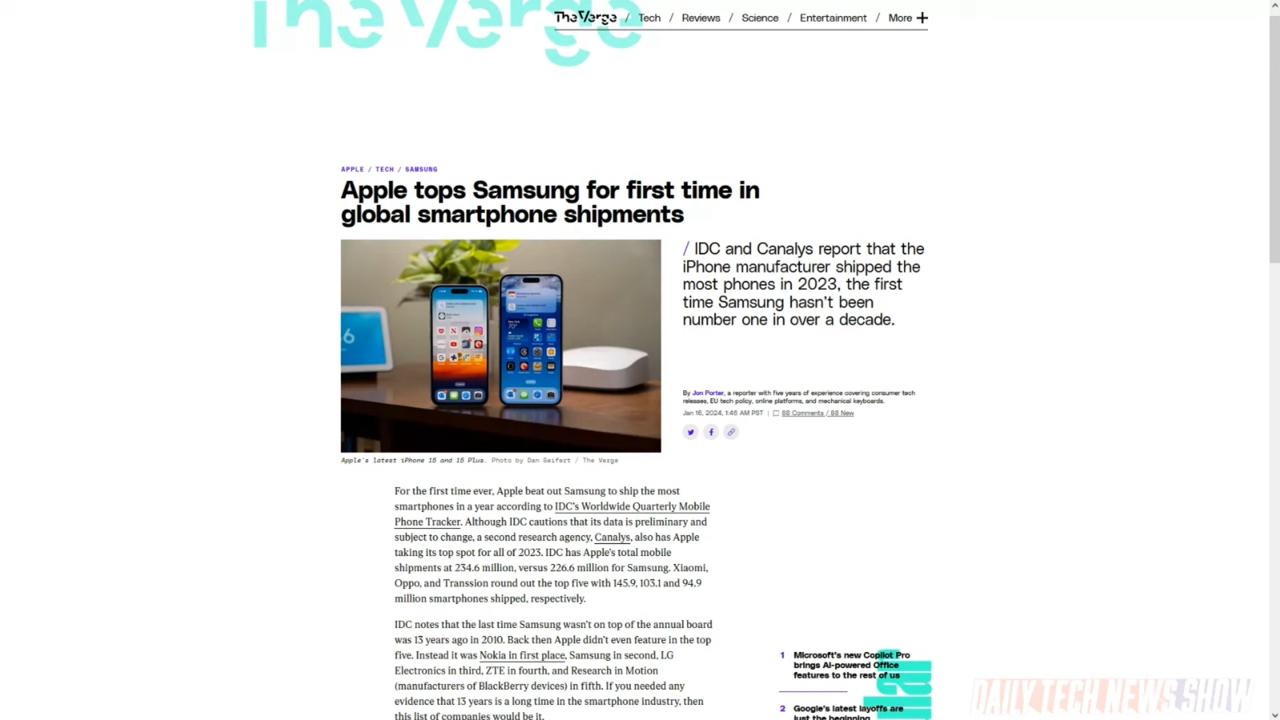 The Verge
The Verge / Tech / Reviews / Science / Entertainment / More +
APPLE / TECH / SAMSUNG
Apple tops Samsung for first time in
global smartphone shipments
/ IDC and Canalys report that the
iPhone manufacturer shipped the
most phones in 2023, the first
time Samsung hasn't been
number one in over a decade.
By Jon Porter, a reporter with five years of experience covering consumer tech
releases, EU tech policy, online platforms, and mechanical keyboards.
Jan 16, 2024, 1:46 AM PST | 88 Comments / 88 New
Apple's latest iPhone 15 and 15 Plus. Photo by Dan Seifert / The Verge
For the first time ever, Apple beat out Samsung to ship the most
smartphones in a year according to IDC's Worldwide Quarterly Mobile
Phone Tracker. Although IDC cautions that its data is preliminary and
subject to change, a second research agency, Canalys, also has Apple
taking its top spot for all of 2023. IDC has Apple's total mobile
shipments at 234.6 million, versus 226.6 million for Samsung. Xiaomi,
Oppo, and Transsion round out the top five with 145.9, 103.1 and 94.9
million smartphones shipped, respectively.
IDC notes that the last time Samsung wasn't on top of the annual board
was 13 years ago in 2010. Back then Apple didn't even feature in the top
five. Instead it was Nokia in first place, Samsung in second, LG
Electronics in third, ZTE in fourth, and Research in Motion
(manufacturers of BlackBerry devices) in fifth. If you needed any
evidence that 13 years is a long time in the smartphone industry, then
this list of companies would be it.
1 Microsoft's new Copilot Pro
brings AI-powered Office
features to the rest of us
2 Google's latest layoffs are
just the beginning
DAILY TECH NEWS SHOW